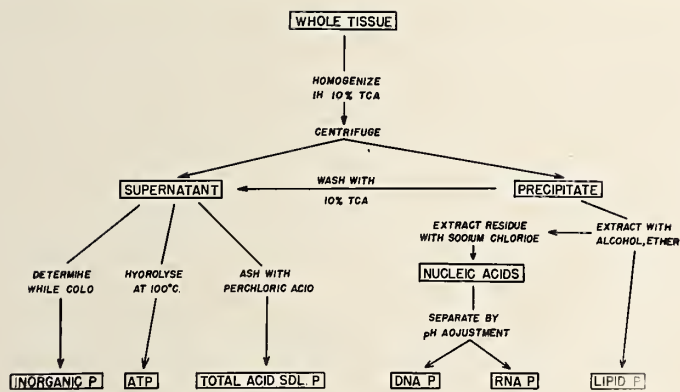 WHOLE TISSUE
HOMOGENIZE
IH 10% TCA
CENTRIFUGE
SUPERNATANT
WASH WITH
10% TCA
PRECIPITATE
EXTRACT RESIDUE
WITH SODIUM CHLORIOE
EXTRACT WITH
ALCOHOL, ETHER
NUCLEIC ACIDS
DETERMIHE
WHILE COLO
HYOROLYSE
AT 100°C.
ASH WITH
PERCHLORIC ACIO
SEPARATE BY
pH ADJUSTMENT
INORGANIC P
ATP
TOTAL ACID SDL. P
DNA P
RNA P
LIPID P